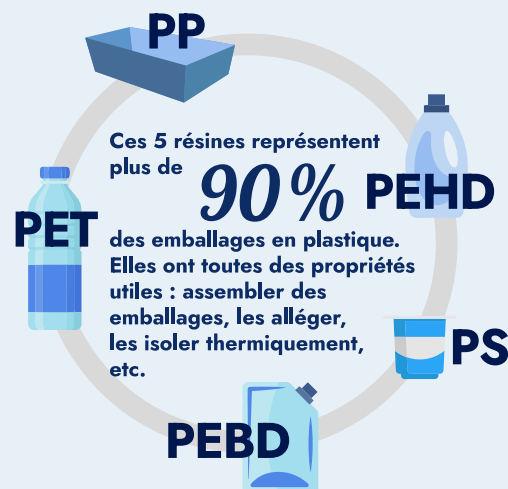 PP
Ces 5 résines représentent
plus de 90 %
PEHD
PET
des emballages en plastique.
Elles ont toutes des propriétés
utiles : assembler des
emballages, les alléger,
les isoler thermiquement,
etc.
PS
PEBD